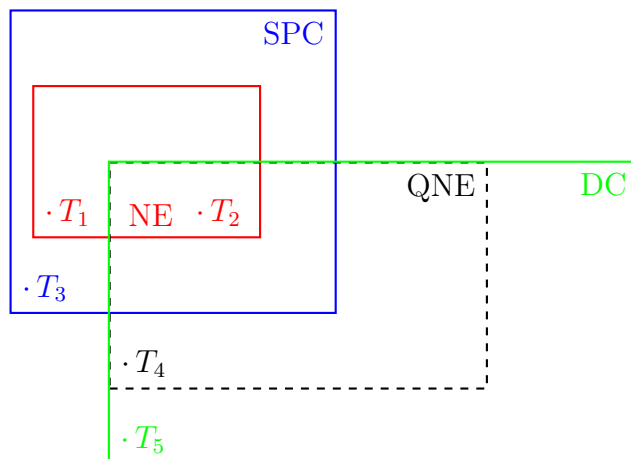 SPC
QNE
DC
· T₁
NE
· T₂
· T₃
· T₄
· T₅